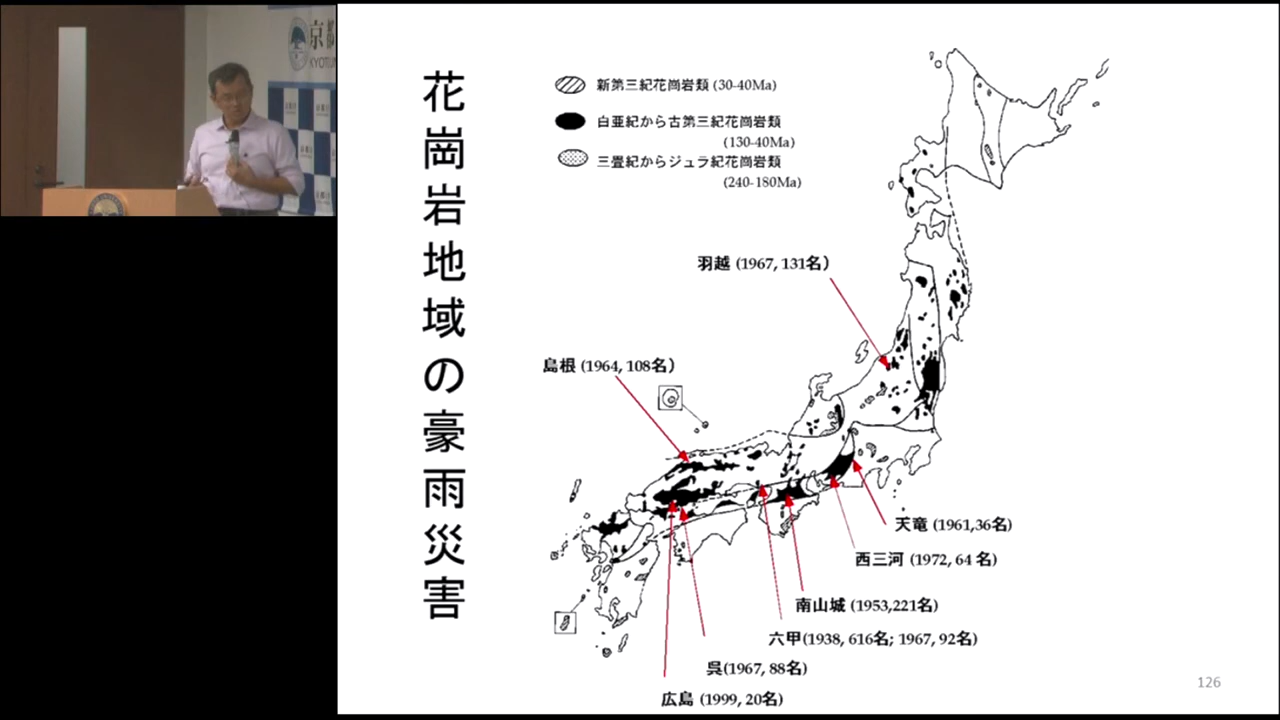 京都
KYOTO
花崗岩地域の豪雨災害
新第三紀花崗岩類 (30-40Ma)
白亜紀から古第三紀花崗岩類
(130-40Ma)
三畳紀からジュラ紀花崗岩類
(240-180Ma)
羽越 (1967, 131名)
島根 (1964, 108名)
天竜 (1961,36名)
西三河 (1972, 64 名)
南山城 (1953,221名)
六甲(1938, 616名; 1967, 92名)
呉(1967, 88名)
広島 (1999, 20名)
126